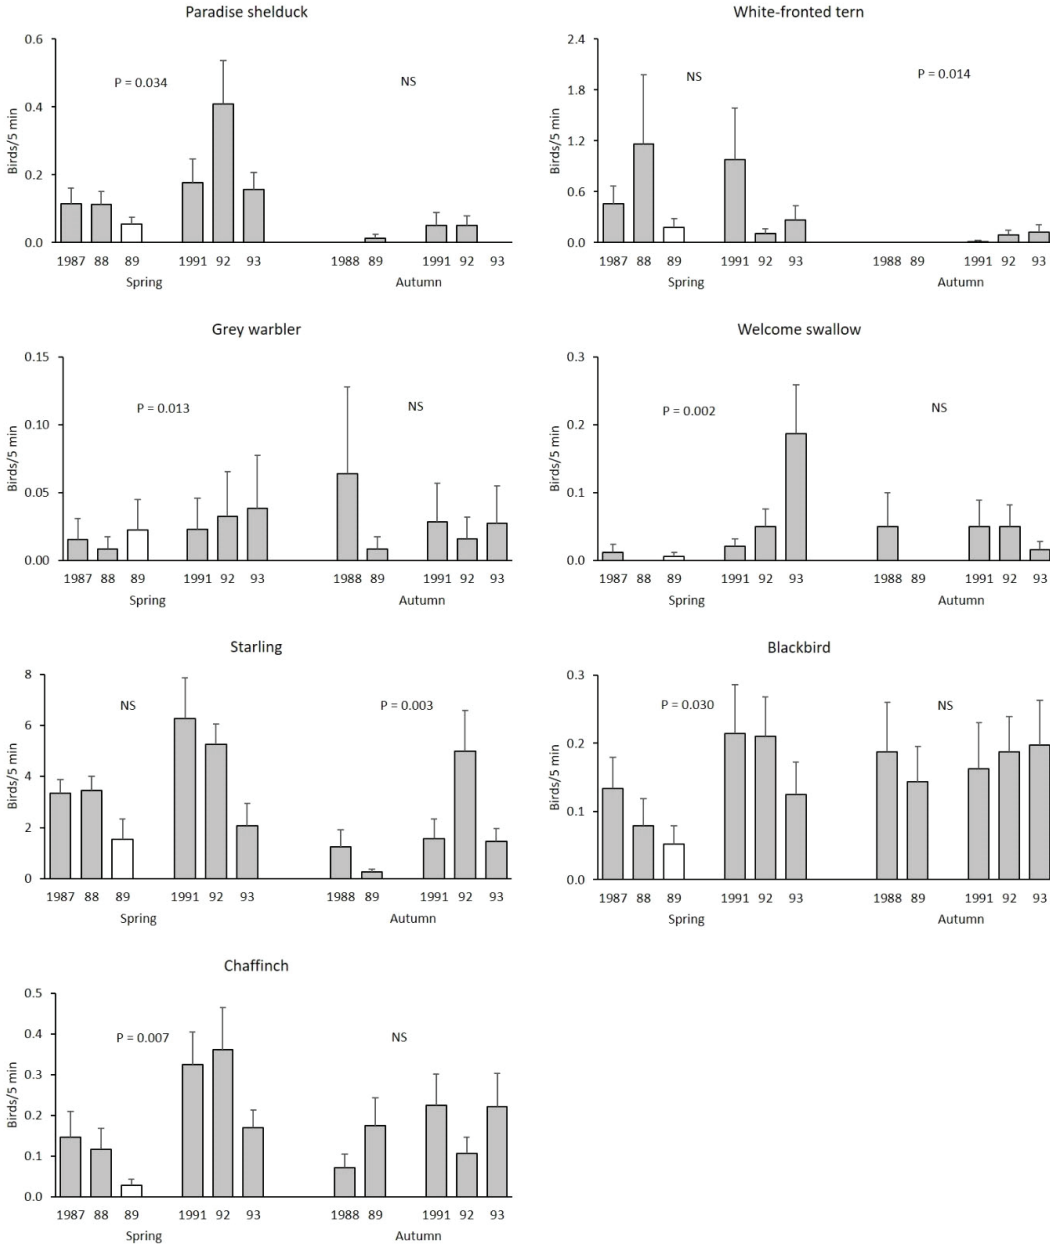 Paradise shelduck
0.6
0.4
0.2
0.0
Birds/5 min
P = 0.034
NS
1987 88 89 1991 92 93 1988 89 1991 92 93
Spring Autumn
White-fronted tern
2.4
1.8
1.2
0.6
0.0
Birds/5 min
NS
P = 0.014
1987 88 89 1991 92 93 1988 89 1991 92 93
Spring Autumn
Grey warbler
0.15
0.10
0.05
0.00
Birds/5 min
P = 0.013
NS
1987 88 89 1991 92 93 1988 89 1991 92 93
Spring Autumn
Welcome swallow
0.3
0.2
0.1
0.0
Birds/5 min
P = 0.002
NS
1987 88 89 1991 92 93 1988 89 1991 92 93
Spring Autumn
Starling
8
6
4
2
0
Birds/5 min
NS
P = 0.003
1987 88 89 1991 92 93 1988 89 1991 92 93
Spring Autumn
Blackbird
0.3
0.2
0.1
0.0
Birds/5 min
P = 0.030
NS
1987 88 89 1991 92 93 1988 89 1991 92 93
Spring Autumn
Chaffinch
0.5
0.4
0.3
0.2
0.1
0.0
Birds/5 min
P = 0.007
NS
1987 88 89 1991 92 93 1988 89 1991 92 93
Spring Autumn